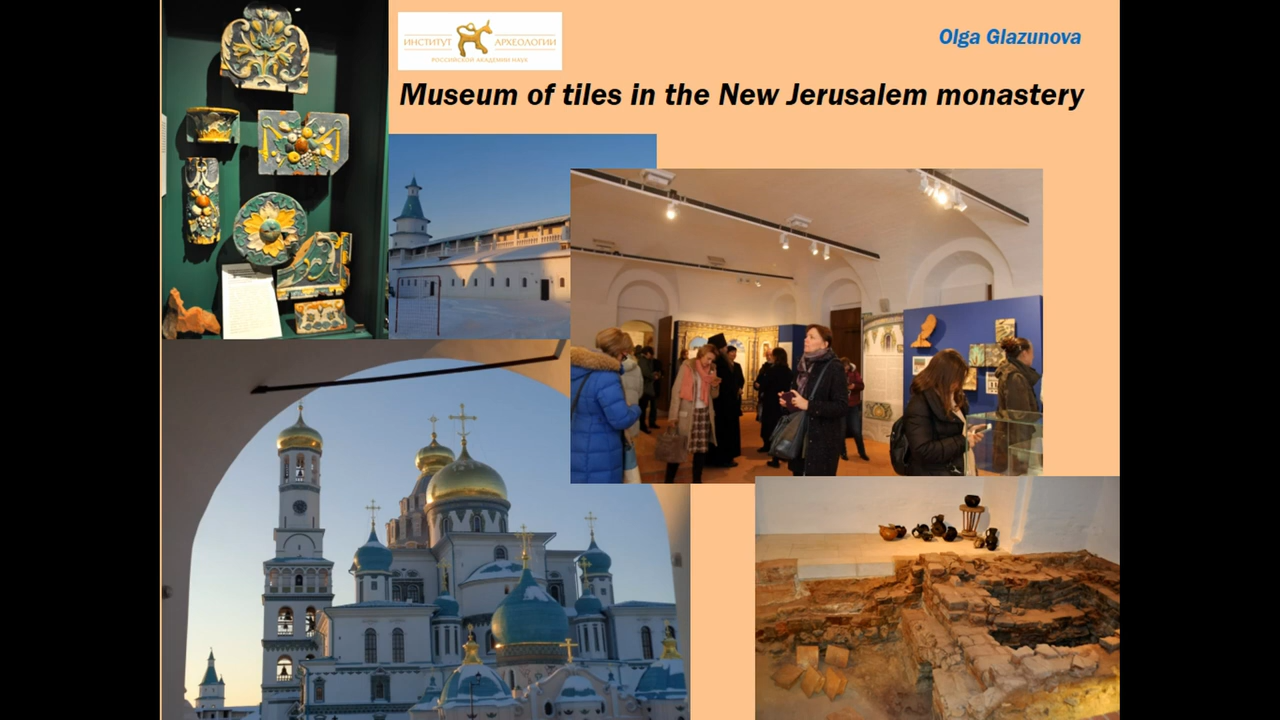 Olga Glazunova
ИНСТИТУТ АРХЕОЛОГИИ
РОССИЙСКОЙ АКАДЕМИИ НАУК
Museum of tiles in the New Jerusalem monastery